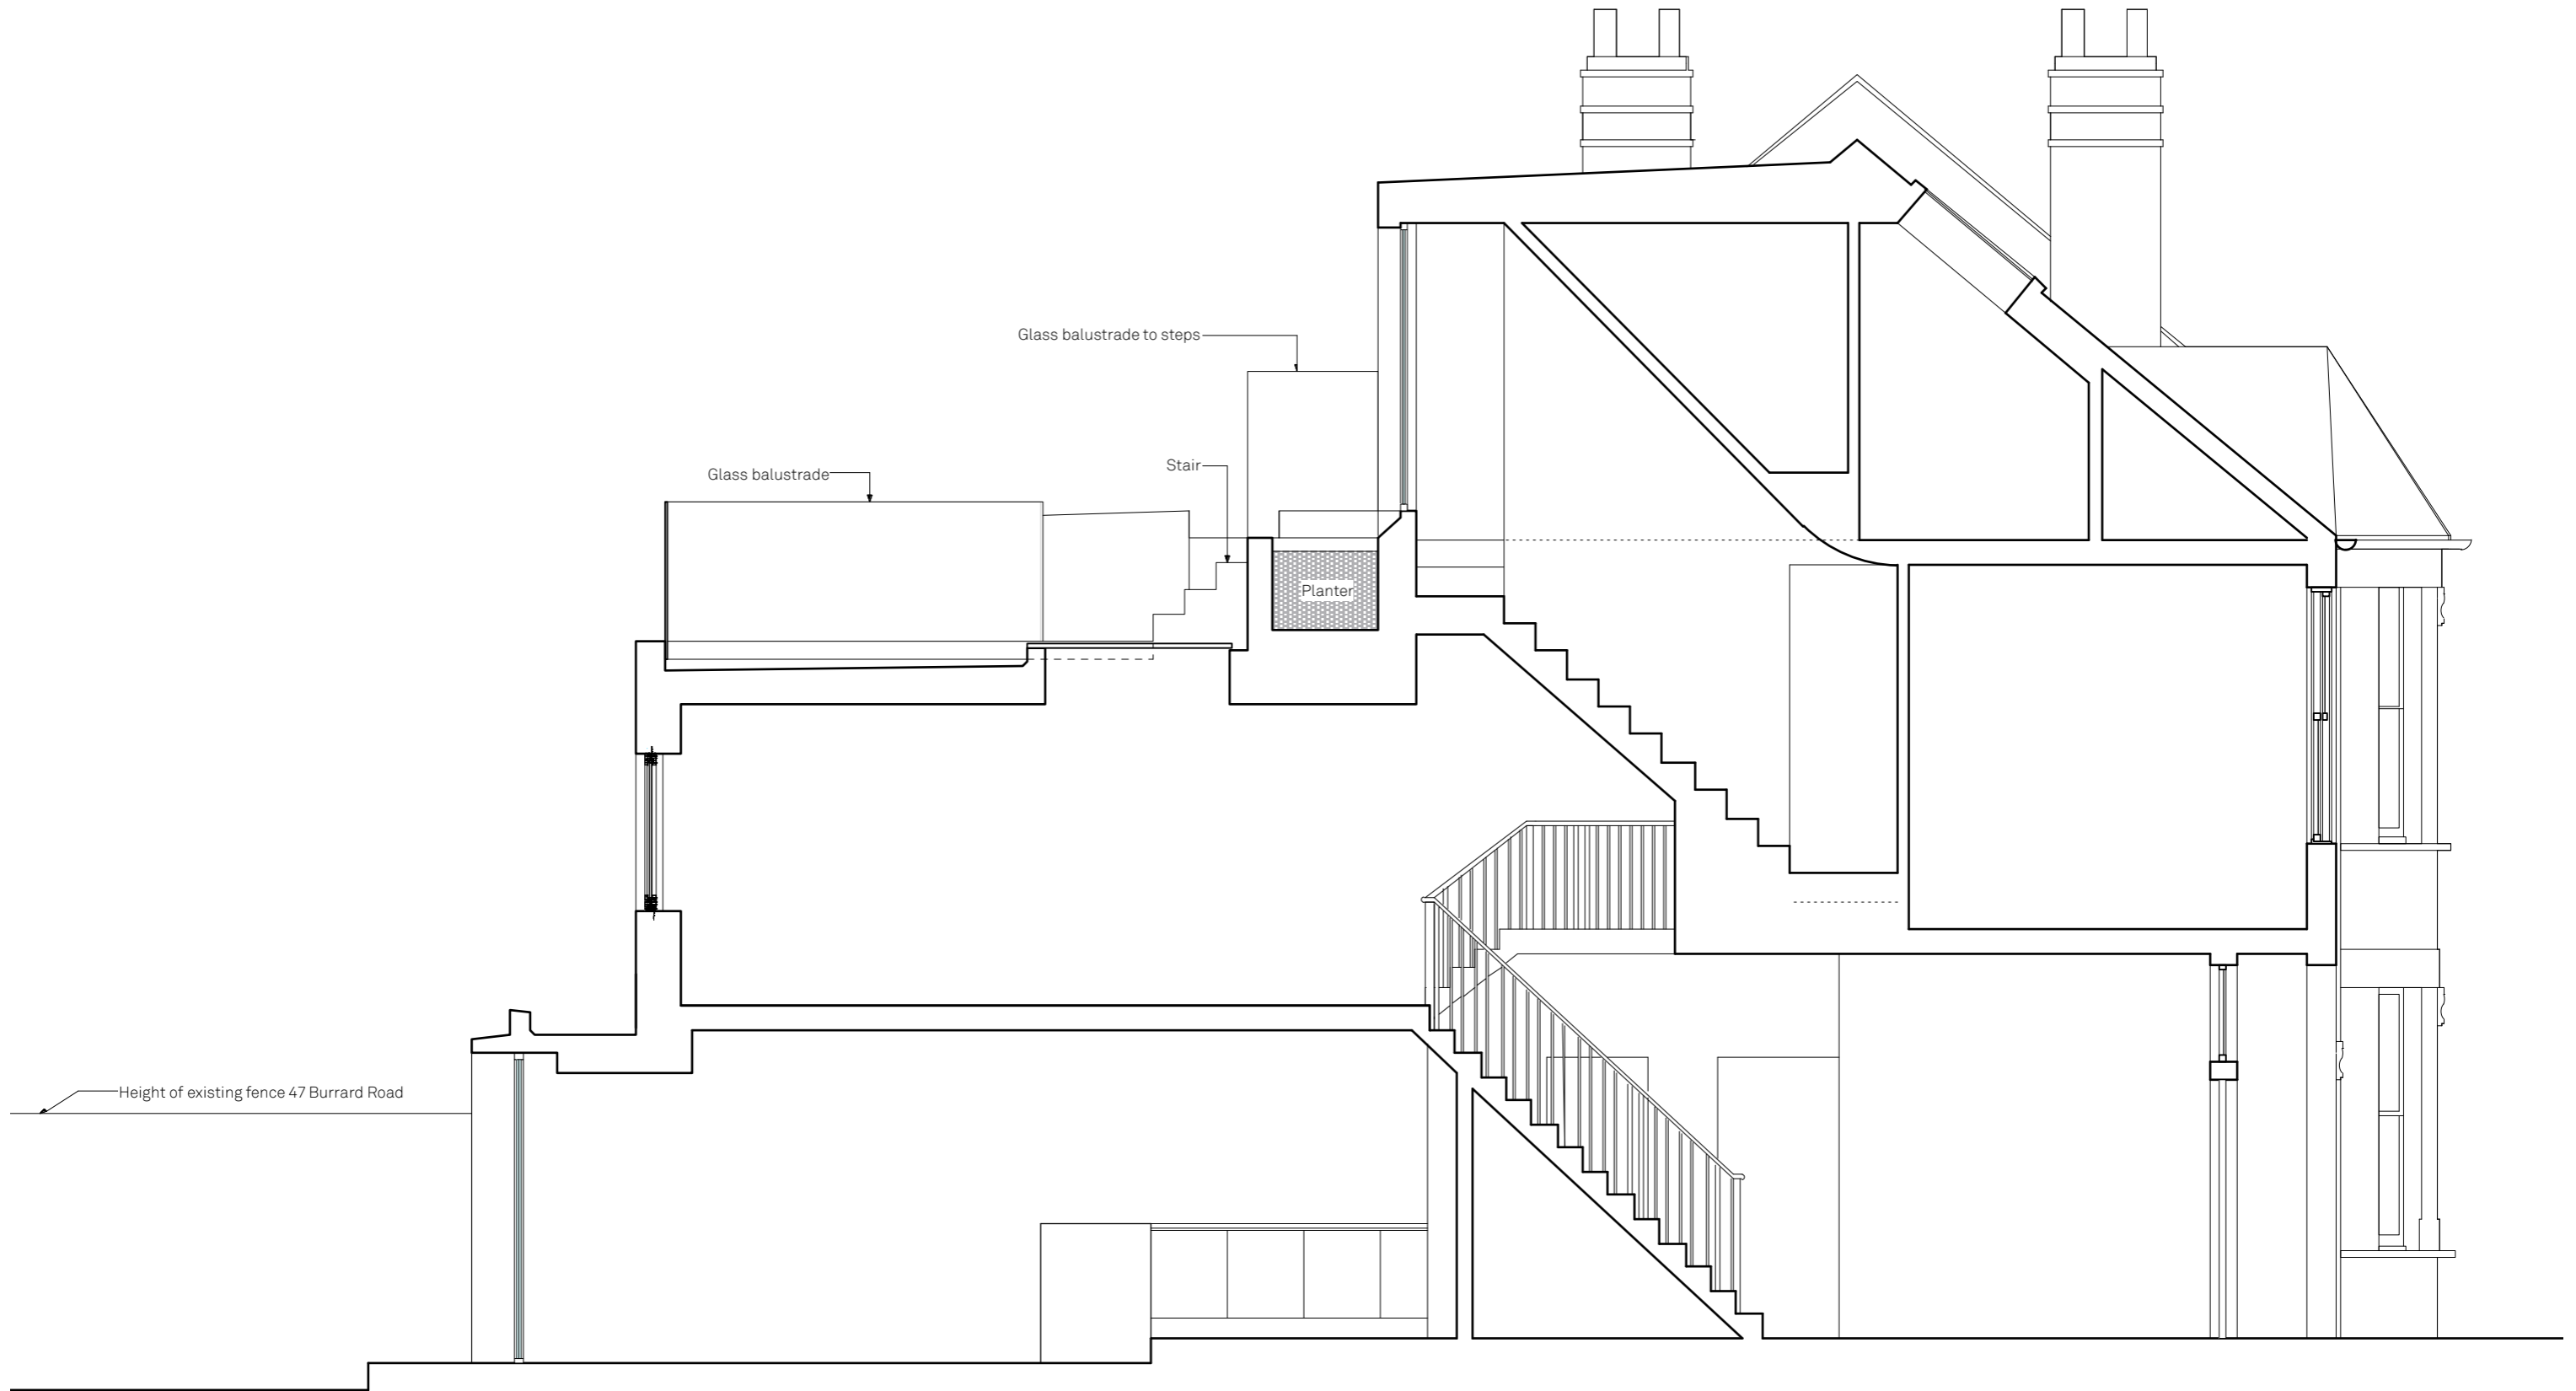 Glass balustrade to steps
Stair
Glass balustrade
Planter
Height of existing fence 47 Burrard Road